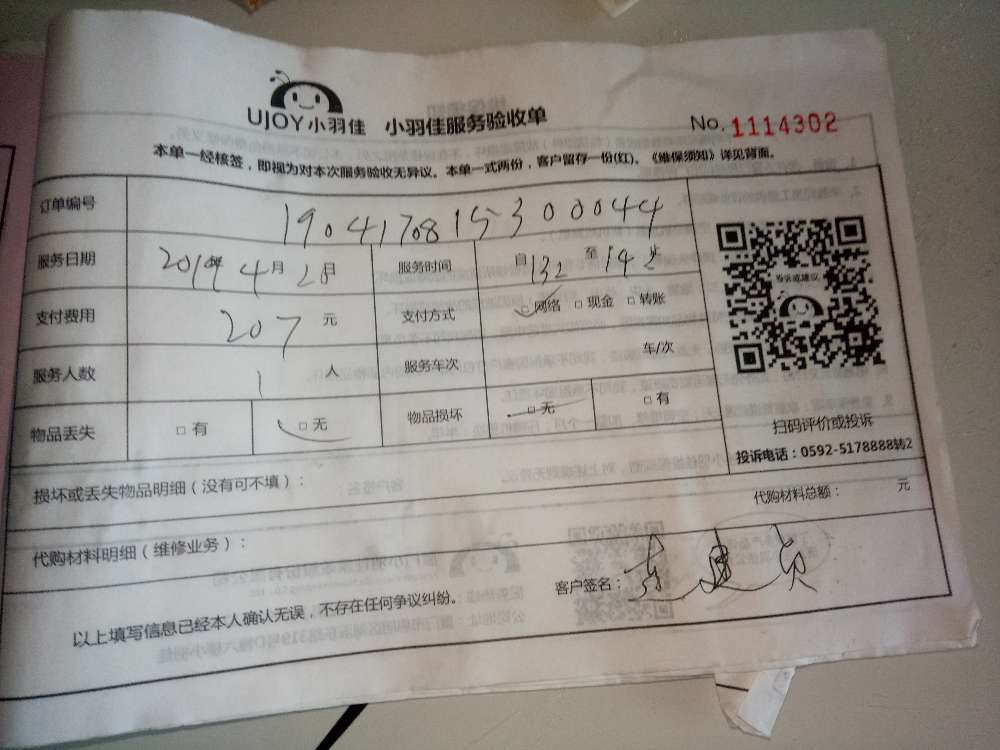 UJOY小羽佳 小羽佳服务验收单
No. 1114302
本单一经核签，即视为对本次服务验收无异议。本单一式两份，客户留存一份(红)。《维保须知》详见背面。
订单编号 190417081530044
服务日期 2019年 4月 28日 服务时间 自 至
支付费用 207 元 支付方式 □网络 □现金 □转账
服务人数 1 人 服务车次 车/次
物品丢失 □有 □无 物品损坏 □无 □有
投诉或建议
扫码评价或投诉
投诉电话：0592-5178888转2
损坏或丢失物品明细（没有可不填）：
代购材料明细（维修业务）： 代购材料总额： 元
客户签名：
以上填写信息已经本人确认无误，不存在任何争议纠纷。